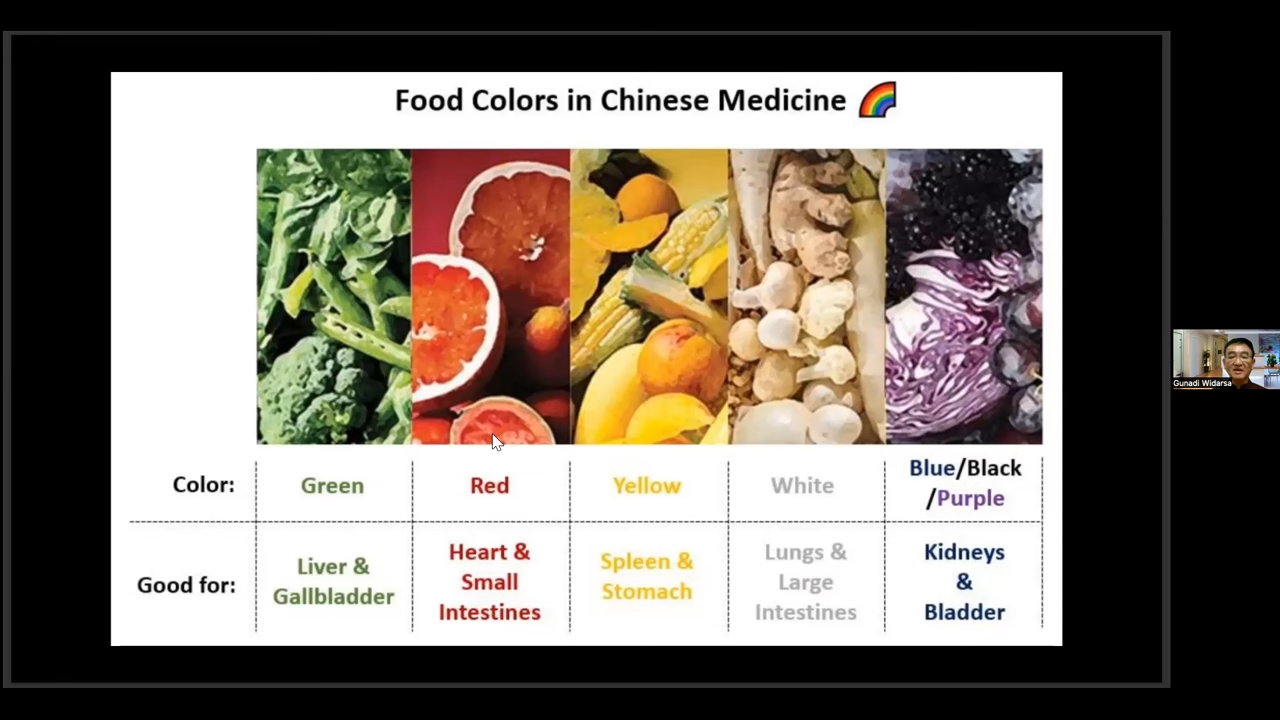 Food Colors in Chinese Medicine
Color:
Green
Red
Yellow
White
Blue/Black
/Purple
Good for:
Liver &
Gallbladder
Heart &
Small
Intestines
Spleen &
Stomach
Lungs &
Large
Intestines
Kidneys
&
Bladder
Gunadi Widarsa